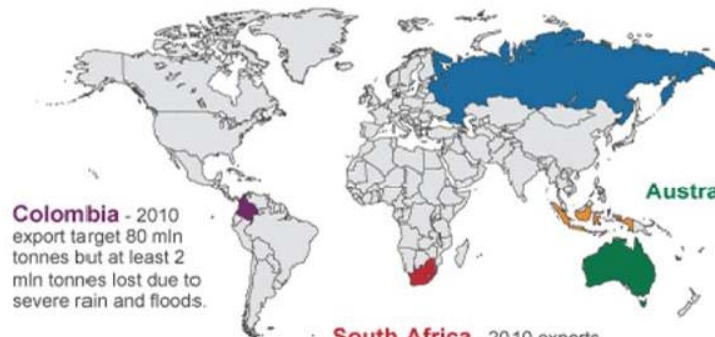 Austra
Colombia - 2010
export target 80 mln
tonnes but at least 2
mln tonnes lost due to
severe rain and floods.
South Africa - 2010 exports